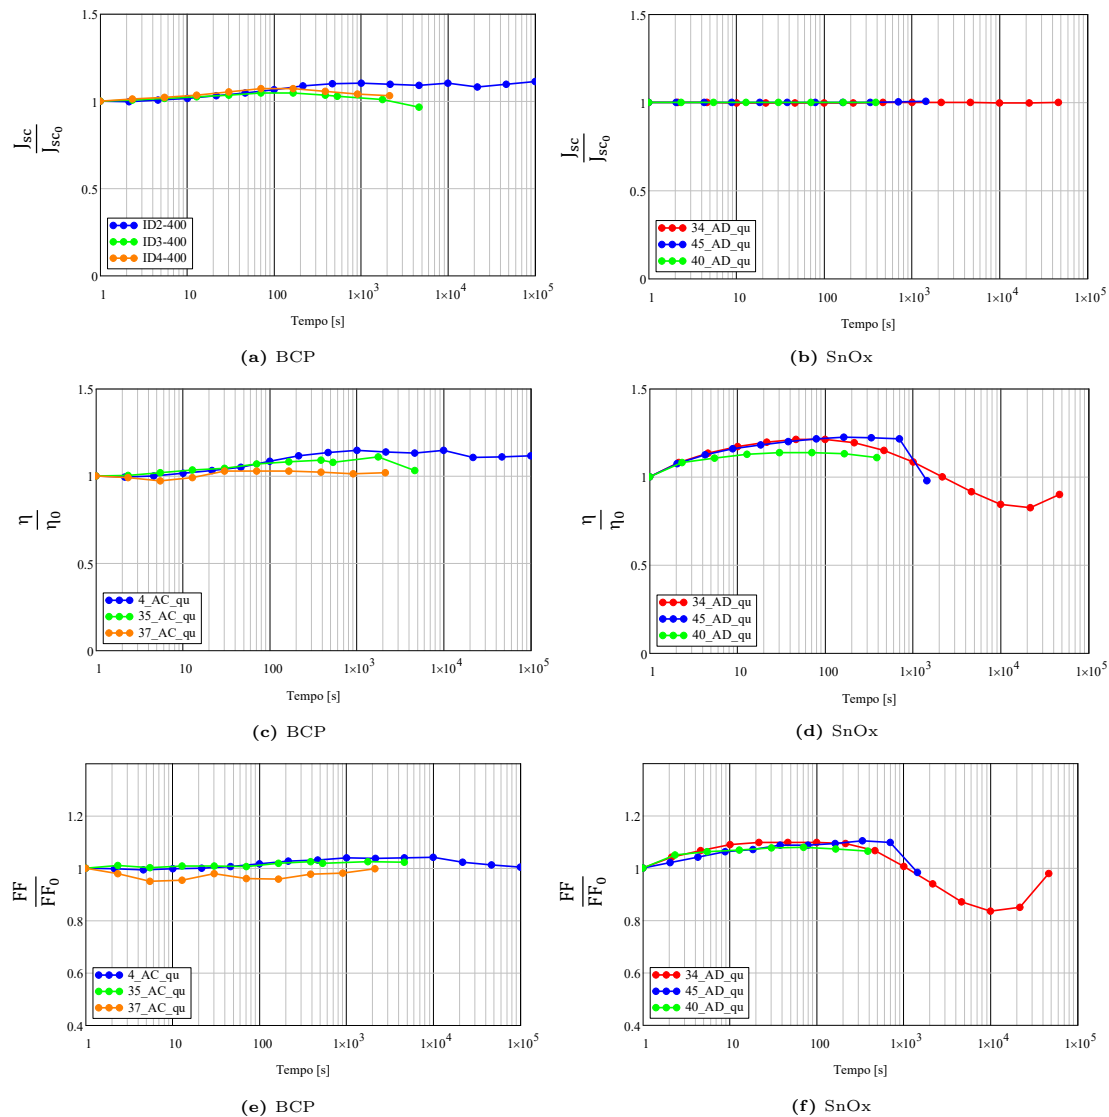 1.5
1
0.5
0
Jsc
Jsc0
ID2-400
ID3-400
ID4-400
1
10
100
1×10³
1×10⁴
1×10⁵
Tempo [s]
(a) BCP
1.5
1
0.5
0
Jsc
Jsc0
34_AD_qu
45_AD_qu
40_AD_qu
1
10
100
1×10³
1×10⁴
1×10⁵
Tempo [s]
(b) SnOx
1.5
1
0.5
0
η
η0
4_AC_qu
35_AC_qu
37_AC_qu
1
10
100
1×10³
1×10⁴
1×10⁵
Tempo [s]
(c) BCP
1.5
1
0.5
0
η
η0
34_AD_qu
45_AD_qu
40_AD_qu
1
10
100
1×10³
1×10⁴
1×10⁵
Tempo [s]
(d) SnOx
1.2
1
0.8
0.6
0.4
FF
FF0
4_AC_qu
35_AC_qu
37_AC_qu
1
10
100
1×10³
1×10⁴
1×10⁵
Tempo [s]
(e) BCP
1.2
1
0.8
0.6
0.4
FF
FF0
34_AD_qu
45_AD_qu
40_AD_qu
1
10
100
1×10³
1×10⁴
1×10⁵
Tempo [s]
(f) SnOx